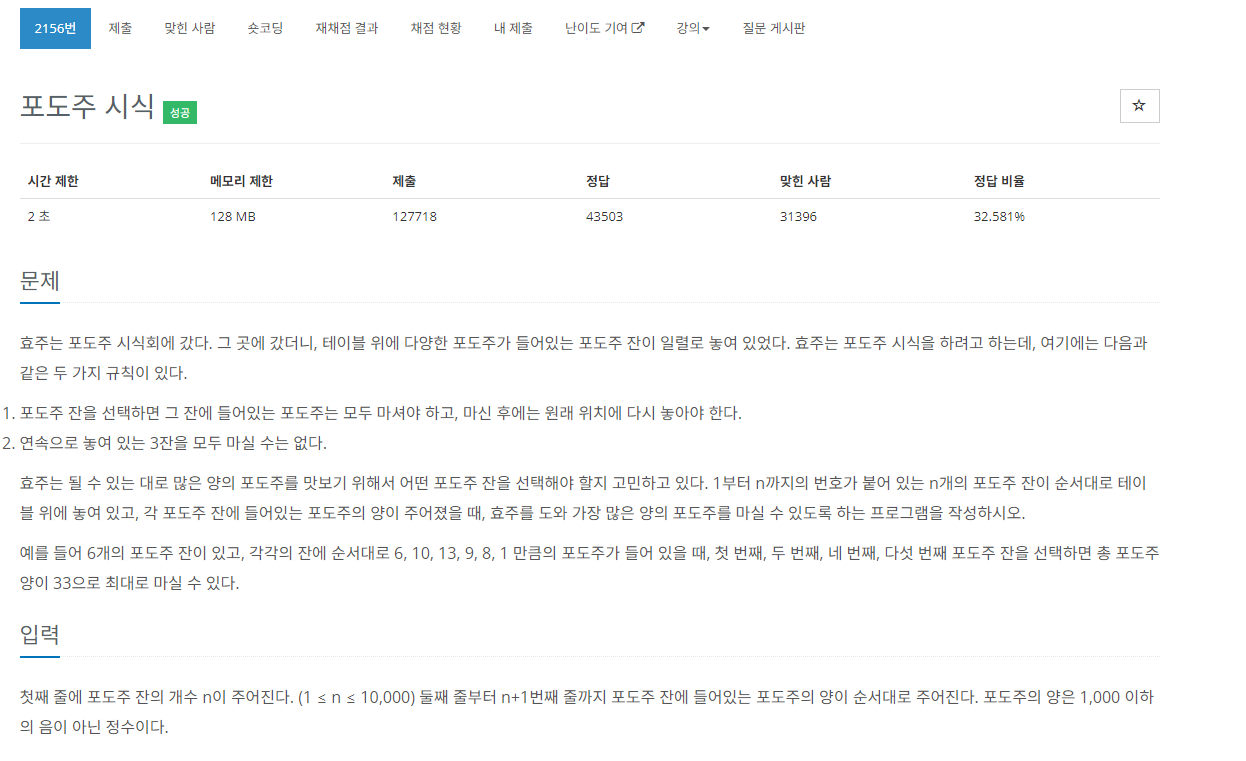 2156번 제출 맞힌 사람 숏코딩 재채점 결과 채점 현황 내 제출 난이도 기여 강의 질문 게시판
포도주 시식 성공
시간 제한 메모리 제한 제출 정답 맞힌 사람 정답 비율
2 초 128 MB 127718 43503 31396 32.581%
문제
효주는 포도주 시식회에 갔다. 그 곳에 갔더니, 테이블 위에 다양한 포도주가 들어있는 포도주 잔이 일렬로 놓여 있었다. 효주는 포도주 시식을 하려고 하는데, 여기에는 다음과
같은 두 가지 규칙이 있다.
1. 포도주 잔을 선택하면 그 잔에 들어있는 포도주는 모두 마셔야 하고, 마신 후에는 원래 위치에 다시 놓아야 한다.
2. 연속으로 놓여 있는 3잔을 모두 마실 수는 없다.
효주는 될 수 있는 대로 많은 양의 포도주를 맛보기 위해서 어떤 포도주 잔을 선택해야 할지 고민하고 있다. 1부터 n까지의 번호가 붙어 있는 n개의 포도주 잔이 순서대로 테이
블 위에 놓여 있고, 각 포도주 잔에 들어있는 포도주의 양이 주어졌을 때, 효주를 도와 가장 많은 양의 포도주를 마실 수 있도록 하는 프로그램을 작성하시오.
예를 들어 6개의 포도주 잔이 있고, 각각의 잔에 순서대로 6, 10, 13, 9, 8, 1 만큼의 포도주가 들어 있을 때, 첫 번째, 두 번째, 네 번째, 다섯 번째 포도주 잔을 선택하면 총 포도주
양이 33으로 최대로 마실 수 있다.
입력
첫째 줄에 포도주 잔의 개수 n이 주어진다. (1 ≤ n ≤ 10,000) 둘째 줄부터 n+1번째 줄까지 포도주 잔에 들어있는 포도주의 양이 순서대로 주어진다. 포도주의 양은 1,000 이하
의 음이 아닌 정수이다.